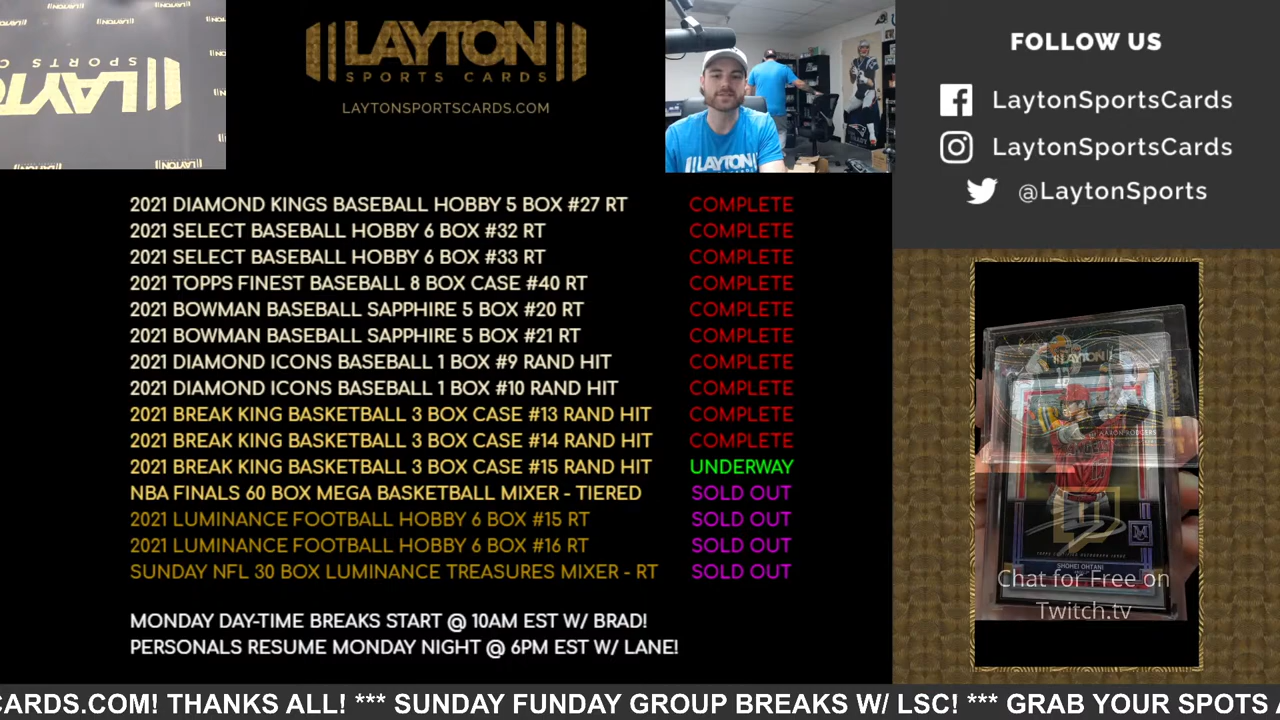 LAYTON
SPORTS CARDS
LAYTONSPORTSCARDS.COM
LAYTON
FOLLOW US
LaytonSportsCards
LaytonSportsCards
@LaytonSports
2021 DIAMOND KINGS BASEBALL HOBBY 5 BOX #27 RT COMPLETE
2021 SELECT BASEBALL HOBBY 6 BOX #32 RT COMPLETE
2021 SELECT BASEBALL HOBBY 6 BOX #33 RT COMPLETE
2021 TOPPS FINEST BASEBALL 8 BOX CASE #40 RT COMPLETE
2021 BOWMAN BASEBALL SAPPHIRE 5 BOX #20 RT COMPLETE
2021 BOWMAN BASEBALL SAPPHIRE 5 BOX #21 RT COMPLETE
2021 DIAMOND ICONS BASEBALL 1 BOX #9 RAND HIT COMPLETE
2021 DIAMOND ICONS BASEBALL 1 BOX #10 RAND HIT COMPLETE
2021 BREAK KING BASKETBALL 3 BOX CASE #13 RAND HIT COMPLETE
2021 BREAK KING BASKETBALL 3 BOX CASE #14 RAND HIT COMPLETE
2021 BREAK KING BASKETBALL 3 BOX CASE #15 RAND HIT UNDERWAY
NBA FINALS 60 BOX MEGA BASKETBALL MIXER - TIERED SOLD OUT
2021 LUMINANCE FOOTBALL HOBBY 6 BOX #15 RT SOLD OUT
2021 LUMINANCE FOOTBALL HOBBY 6 BOX #16 RT SOLD OUT
SUNDAY NFL 30 BOX LUMINANCE TREASURES MIXER - RT SOLD OUT
MONDAY DAY-TIME BREAKS START @ 10AM EST W/ BRAD!
PERSONALS RESUME MONDAY NIGHT @ 6PM EST W/ LANE!
LAYTON
AARON RODGERS
SHOHEI OHTANI
Chat for Free on
Twitch.tv
CARDS.COM! THANKS ALL! *** SUNDAY FUNDAY GROUP BREAKS W/ LSC! *** GRAB YOUR SPOTS